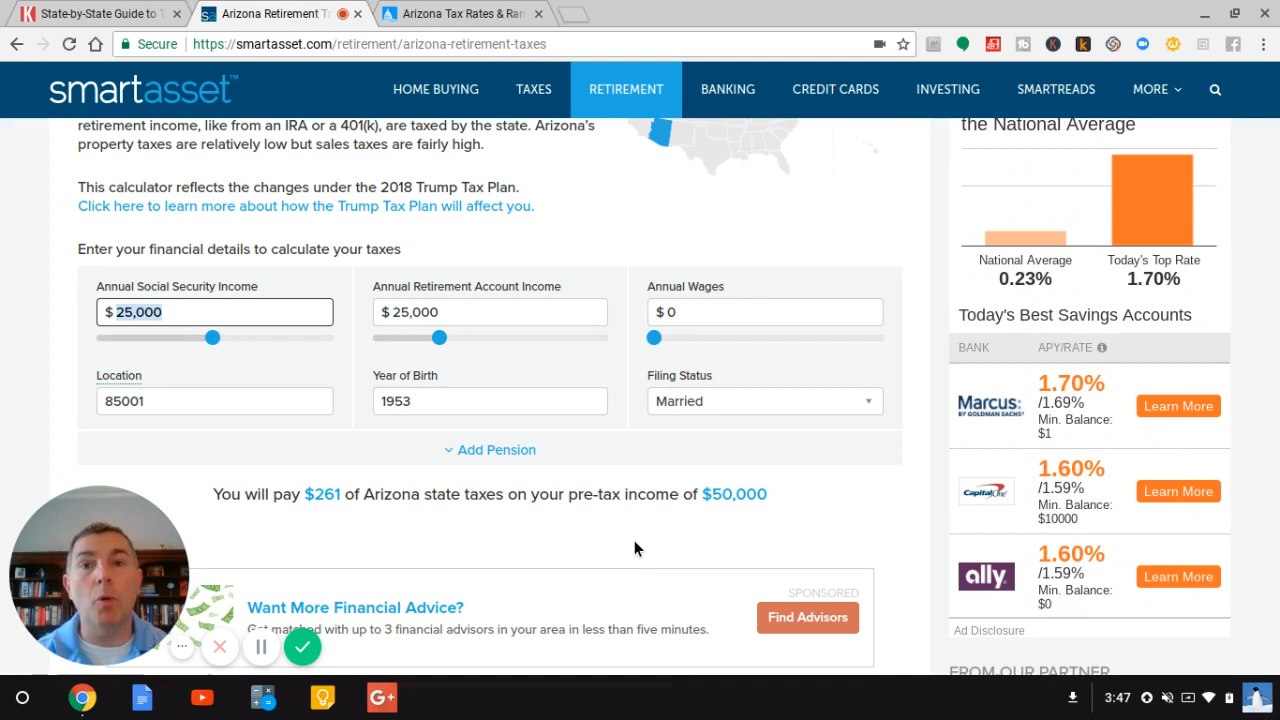 State-by-State Guide to T
Arizona Retirement Ta
Arizona Tax Rates & Ran
Secure
https://smartasset.com/retirement/arizona-retirement-taxes
smartasset™
HOME BUYING
TAXES
RETIREMENT
BANKING
CREDIT CARDS
INVESTING
SMARTREADS
MORE
retirement income, like from an IRA or a 401(k), are taxed by the state. Arizona's
property taxes are relatively low but sales taxes are fairly high.
This calculator reflects the changes under the 2018 Trump Tax Plan.
Click here to learn more about how the Trump Tax Plan will affect you.
Enter your financial details to calculate your taxes
Annual Social Security Income
$ 25,000
Annual Retirement Account Income
$ 25,000
Annual Wages
$ 0
Location
85001
Year of Birth
1953
Filing Status
Married
Add Pension
You will pay $261 of Arizona state taxes on your pre-tax income of $50,000
SPONSORED
Want More Financial Advice?
Get matched with up to 3 financial advisors in your area in less than five minutes.
Find Advisors
the National Average
National Average
0.23%
Today's Top Rate
1.70%
Today's Best Savings Accounts
BANK
APY/RATE
Marcus:
BY GOLDMAN SACHS
1.70%
/1.69%
Min. Balance:
$1
Learn More
Capital One
1.60%
/1.59%
Min. Balance:
$10000
Learn More
ally
1.60%
/1.59%
Min. Balance:
$0
Learn More
Ad Disclosure
FROM OUR PARTNER
G+
3:47